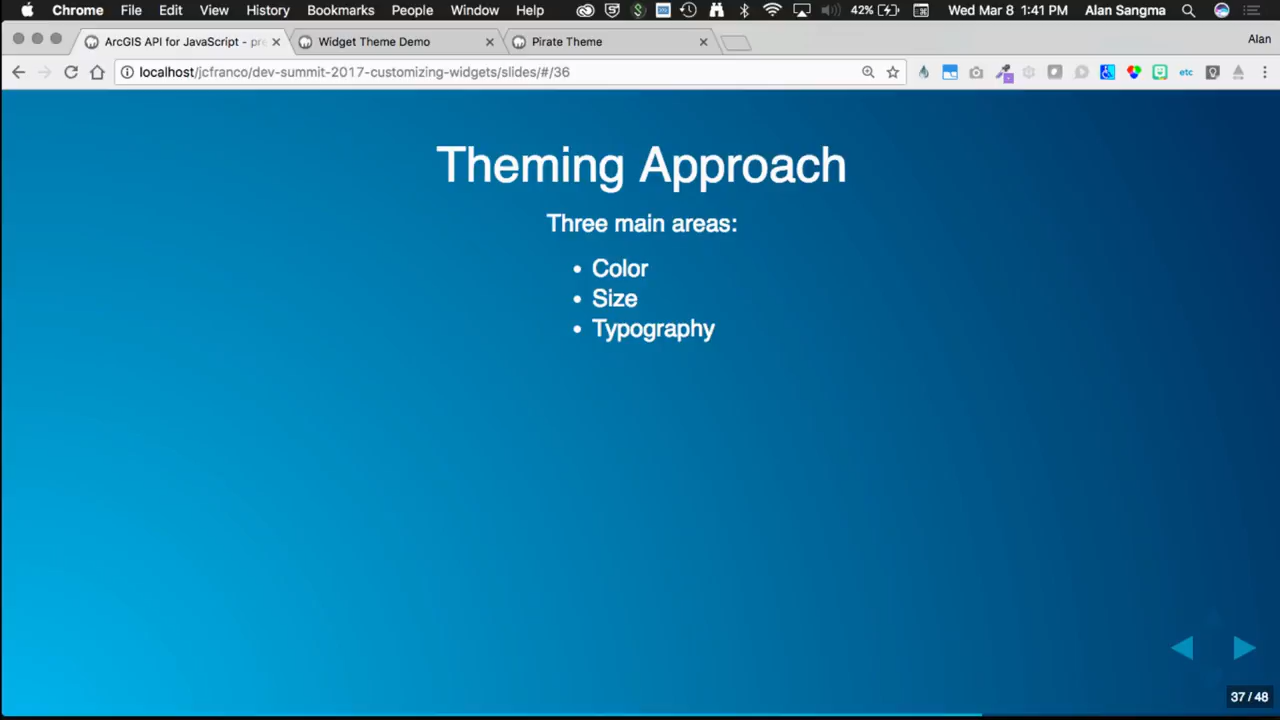 Chrome File Edit View History Bookmarks People Window Help 42% Wed Mar 8 1:41 PM Alan Sangma
ArcGIS API for JavaScript - pre Widget Theme Demo Pirate Theme Alan
localhost/jcfranco/dev-summit-2017-customizing-widgets/slides/#/36 etc
Theming Approach
Three main areas:
• Color
• Size
• Typography
37 / 48